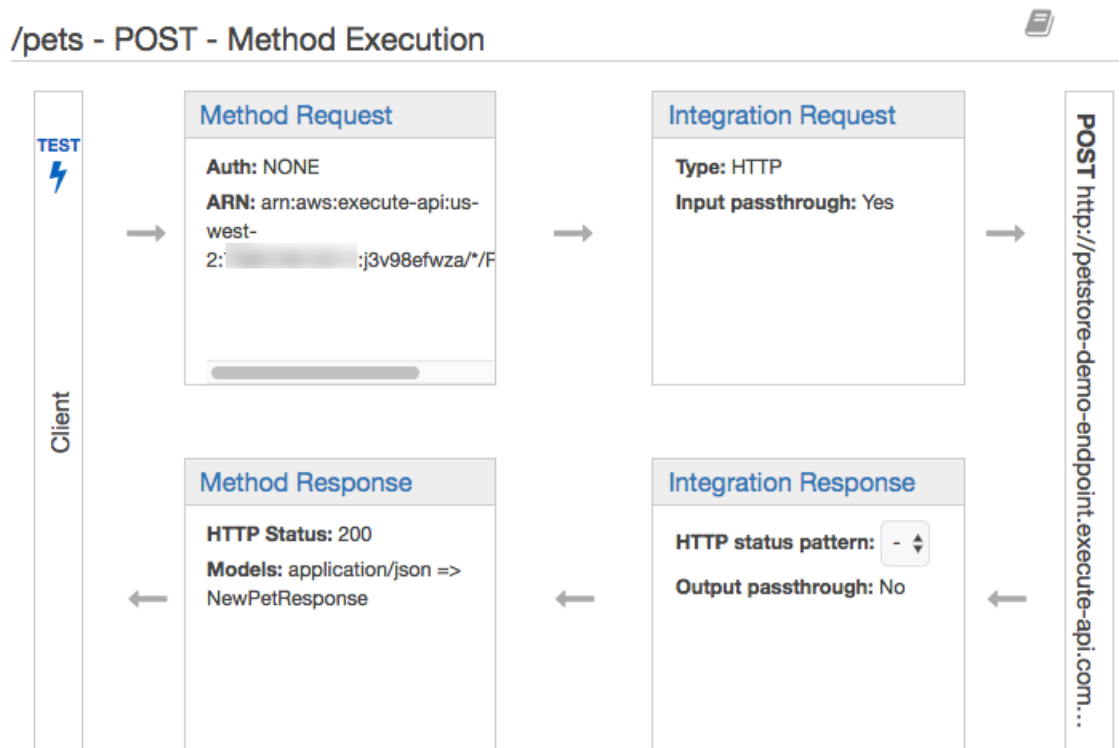 /pets - POST - Method Execution
TEST
Client
Method Request
Auth: NONE
ARN: arn:aws:execute-api:us-
west-
2: :j3v98efwza/*/P
Integration Request
Type: HTTP
Input passthrough: Yes
POST http://petstore-demo-endpoint.execute-api.com...
Method Response
HTTP Status: 200
Models: application/json =>
NewPetResponse
Integration Response
HTTP status pattern: -
Output passthrough: No